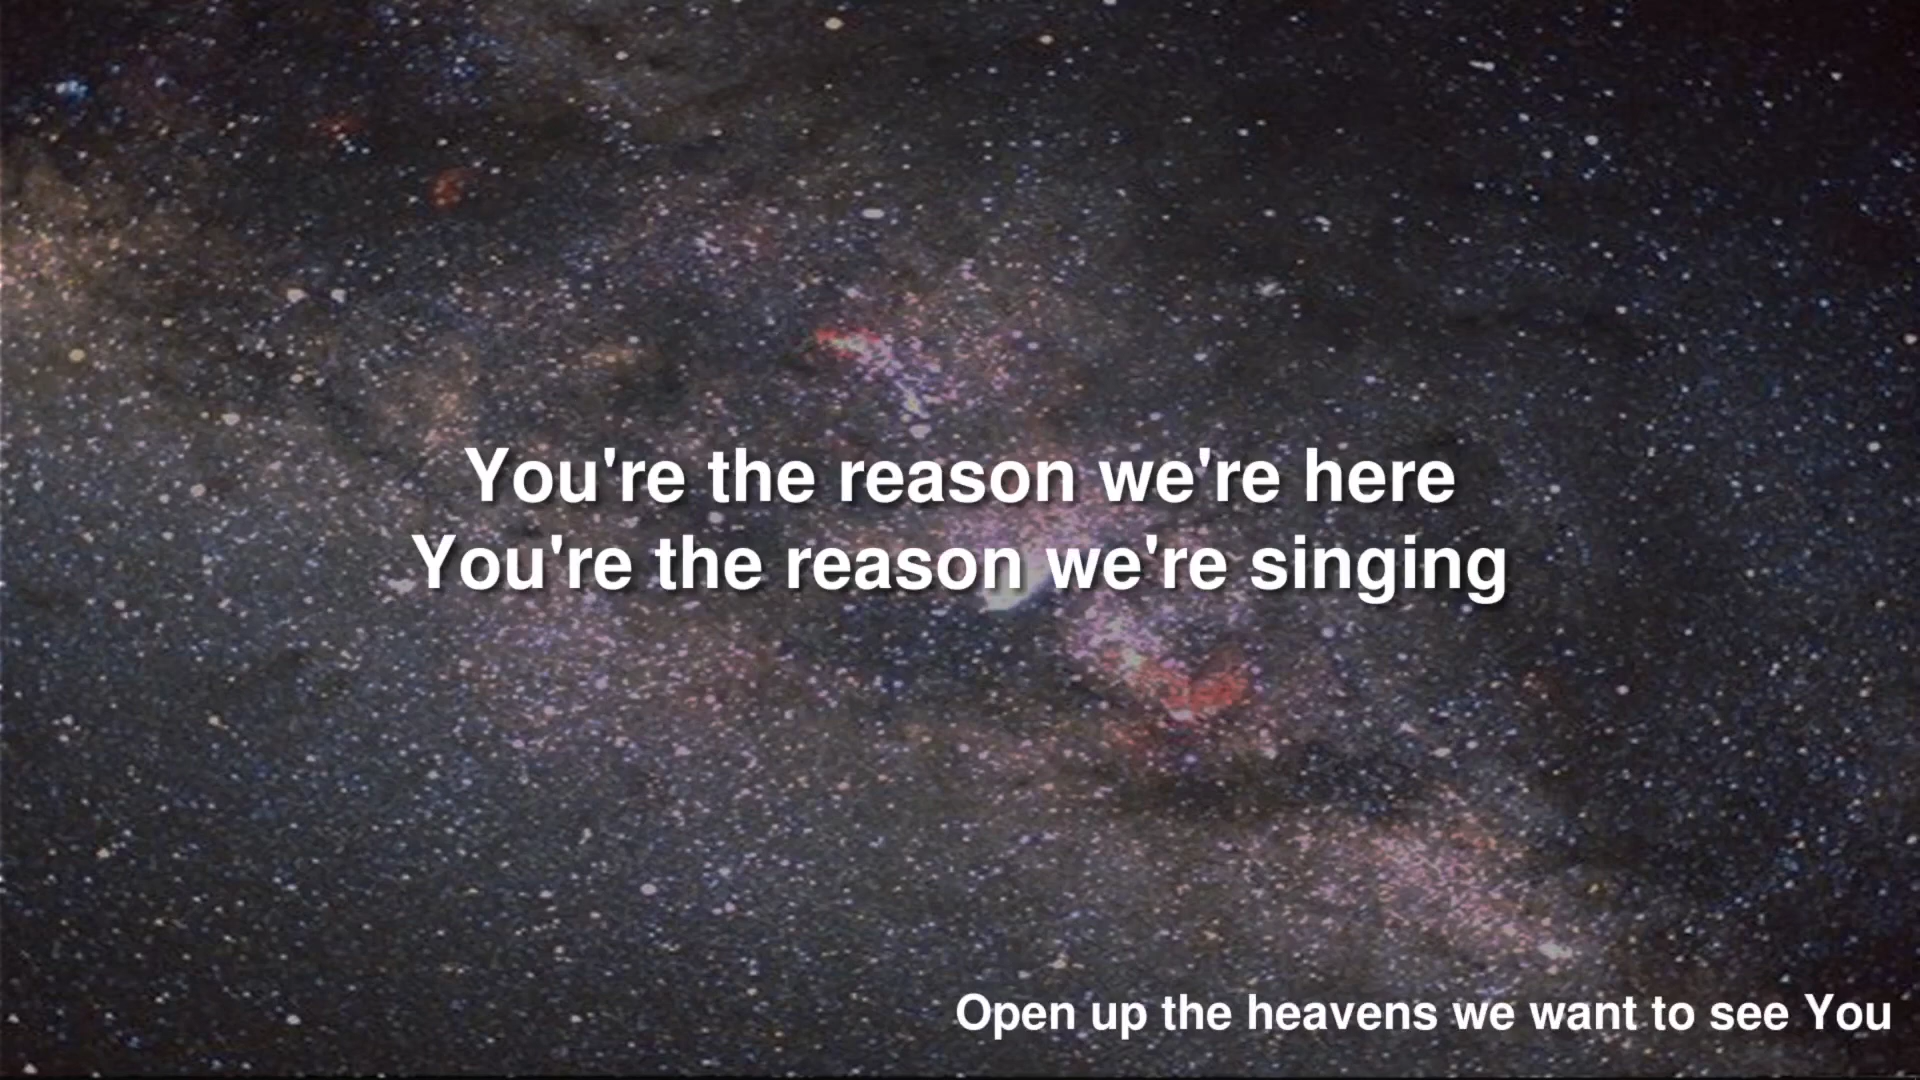 You're the reason we're here
You're the reason we're singing
Open up the heavens we want to see You